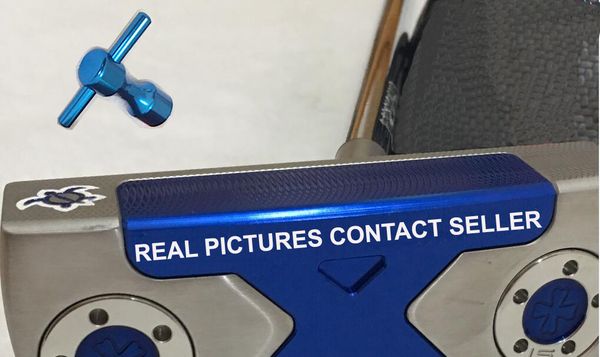 REAL PICTURES CONTACT SELLER